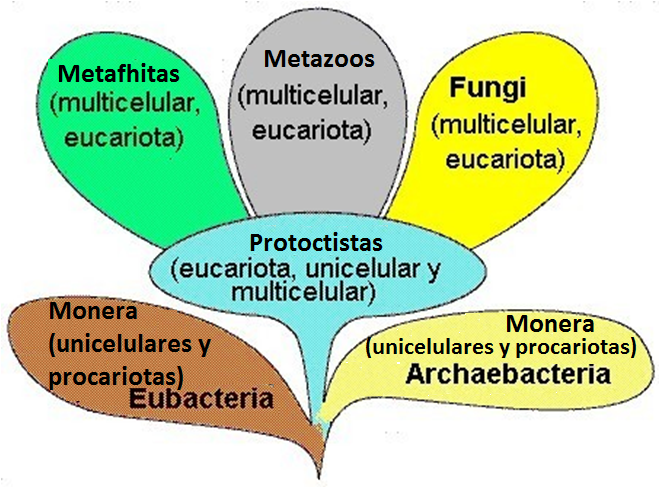 Metafhitas
(multicelular,
eucariota)
Metazoos
(multicelular,
eucariota)
Fungi
(multicelular,
eucariota)
Protoctistas
(eucariota, unicelular y
multicelular)
Monera
(unicelulares y
procariotas)
Eubacteria
Monera
(unicelulares y procariotas)
Archaebacteria